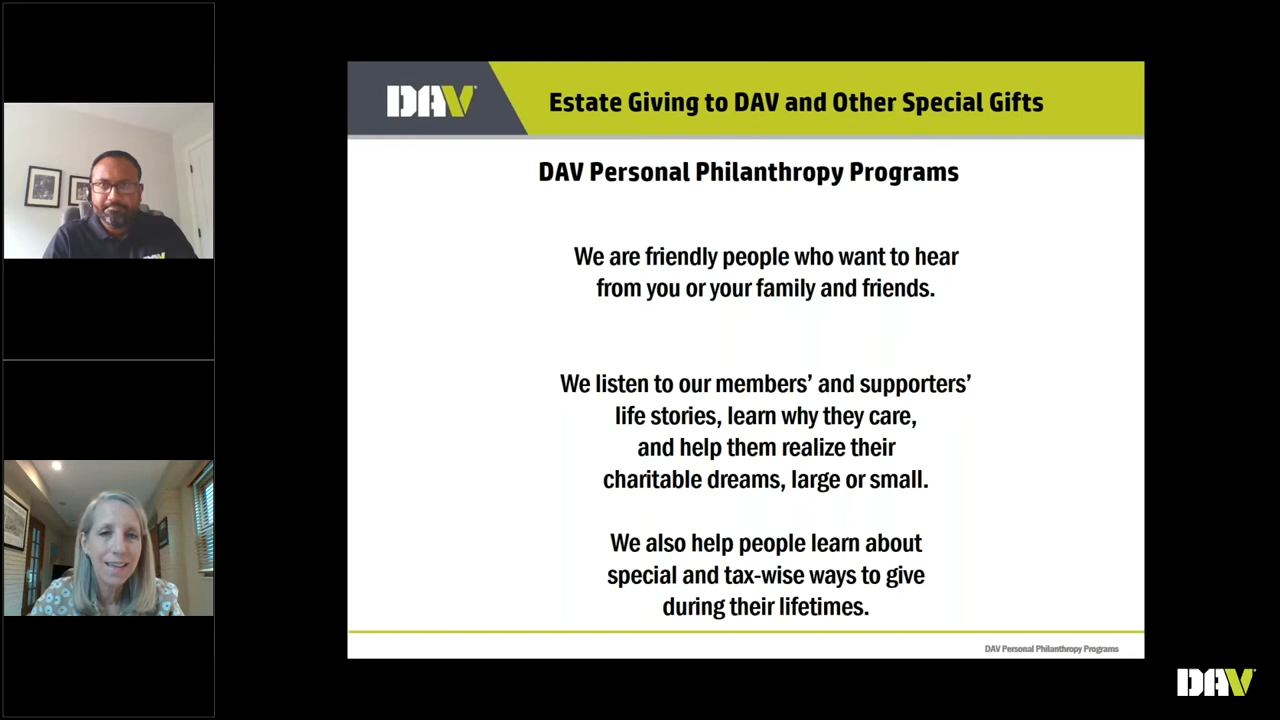 DAV
Estate Giving to DAV and Other Special Gifts
DAV Personal Philanthropy Programs
We are friendly people who want to hear
from you or your family and friends.
We listen to our members’ and supporters’
life stories, learn why they care,
and help them realize their
charitable dreams, large or small.
We also help people learn about
special and tax-wise ways to give
during their lifetimes.
DAV Personal Philanthropy Programs
DAV